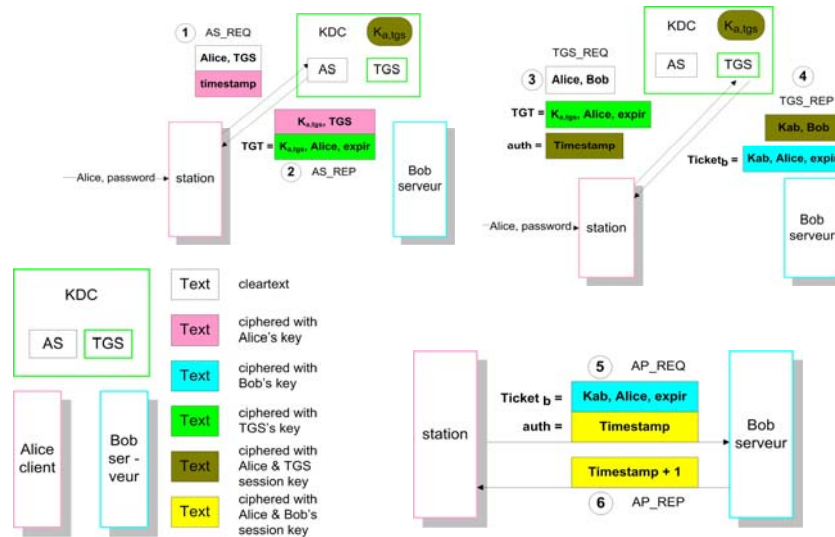 1 AS_REQ
Alice, TGS
timestamp
KDC
Ka,tgs
AS
TGS
Ka,tgs, TGS
TGT = Ka,tgs, Alice, expir
2 AS_REP
Alice, password
station
Bob
serveur
KDC
Ka,tgs
AS
TGS
TGS_REQ
3 Alice, Bob
TGT = Ka,tgs, Alice, expir
auth = Timestamp
4
TGS_REP
Kab, Bob
Ticketb = Kab, Alice, expir
Alice, password
station
Bob
serveur
KDC
AS
TGS
Alice
client
Bob
ser -
veur
Text cleartext
Text ciphered with
Alice's key
Text ciphered with
Bob's key
Text ciphered with
TGS's key
Text ciphered with
Alice & TGS
session key
Text ciphered with
Alice & Bob's
session key
5 AP_REQ
Ticket b = Kab, Alice, expir
auth = Timestamp
station
Bob
serveur
Timestamp + 1
6 AP_REP